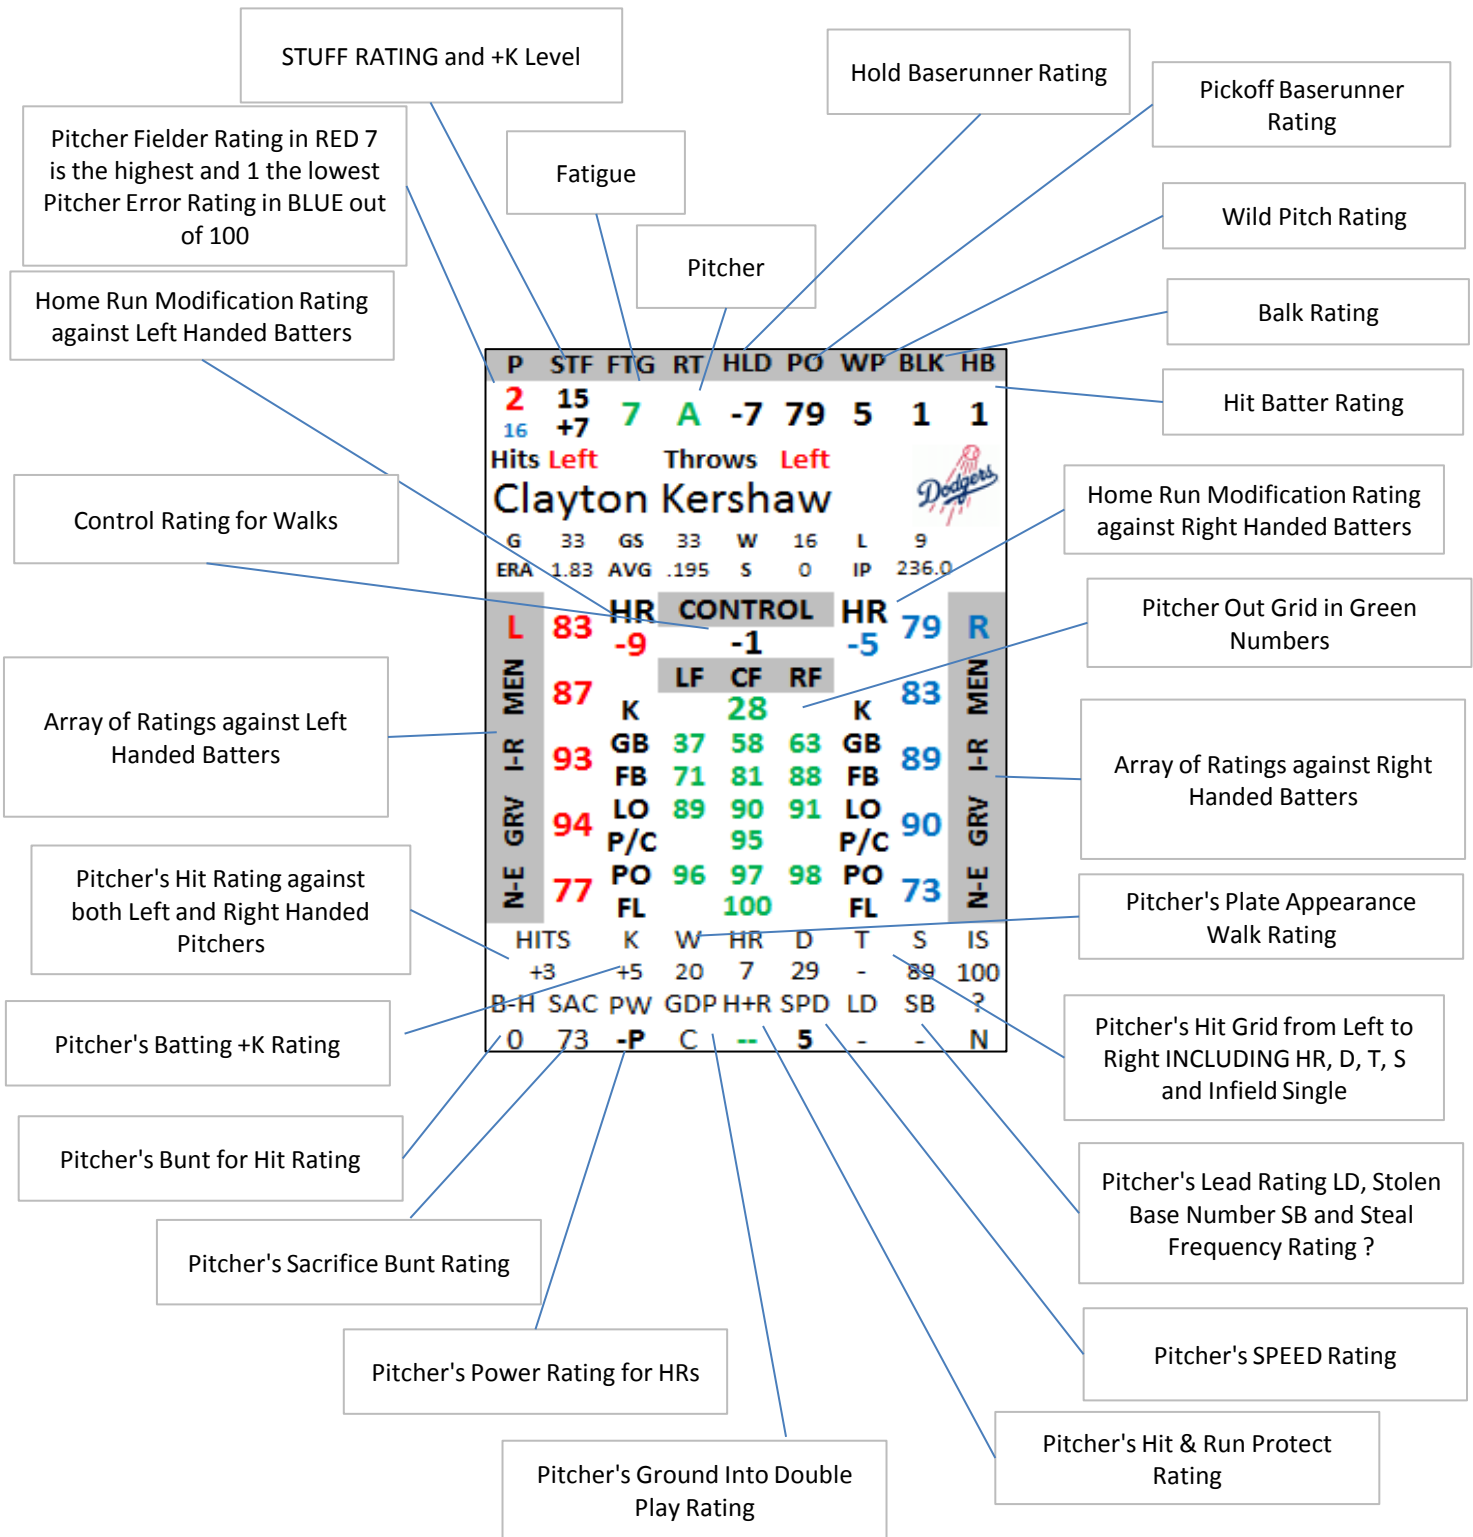 STUFF RATING and +K Level
Hold Baserunner Rating
Pickoff Baserunner
Rating
Pitcher Fielder Rating in RED 7
is the highest and 1 the lowest
Pitcher Error Rating in BLUE out
of 100
Fatigue
Wild Pitch Rating
Pitcher
Home Run Modification Rating
against Left Handed Batters
Balk Rating
Hit Batter Rating
Control Rating for Walks
Home Run Modification Rating
against Right Handed Batters
Pitcher Out Grid in Green
Numbers
Array of Ratings against Left
Handed Batters
Array of Ratings against Right
Handed Batters
Pitcher's Hit Rating against
both Left and Right Handed
Pitchers
Pitcher's Plate Appearance
Walk Rating
Pitcher's Batting +K Rating
Pitcher's Hit Grid from Left to
Right INCLUDING HR, D, T, S
and Infield Single
Pitcher's Bunt for Hit Rating
Pitcher's Lead Rating LD, Stolen
Base Number SB and Steal
Frequency Rating ?
Pitcher's Sacrifice Bunt Rating
Pitcher's SPEED Rating
Pitcher's Power Rating for HRs
Pitcher's Hit & Run Protect
Rating
Pitcher's Ground Into Double
Play Rating
P STF FTG RT HLD PO WP BLK HB
2 15 7 A -7 79 5 1 1
16 +7
Hits Left Throws Left
Clayton Kershaw
Dodgers
G 33 GS 33 W 16 L 9
ERA 1.83 AVG .195 S 0 IP 236.0
L 83 HR CONTROL HR 79 R
-9 -1 -5
LF CF RF
MEN 87 K 28 K 83 MEN
I-R 93 GB 37 58 63 GB 89 I-R
FB 71 81 88 FB
GRV 94 LO 89 90 91 LO 90 GRV
P/C 95 P/C
N-E 77 PO 96 97 98 PO 73 N-E
FL 100 FL
HITS K W HR D T S IS
+3 +5 20 7 29 - 89 100
B-H SAC PW GDP H+R SPD LD SB ?
0 73 -P C -- 5 - - N